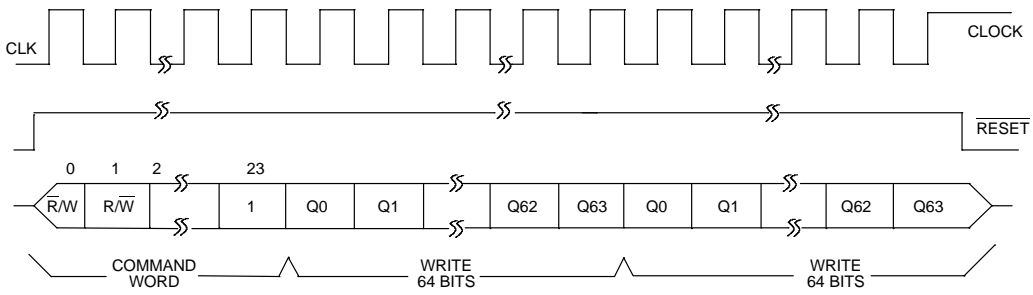 CLK
CLOCK
RESET
0 1 2 23
R/W R/W 1 Q0 Q1 Q62 Q63 Q0 Q1 Q62 Q63
COMMAND WORD
WRITE 64 BITS
WRITE 64 BITS